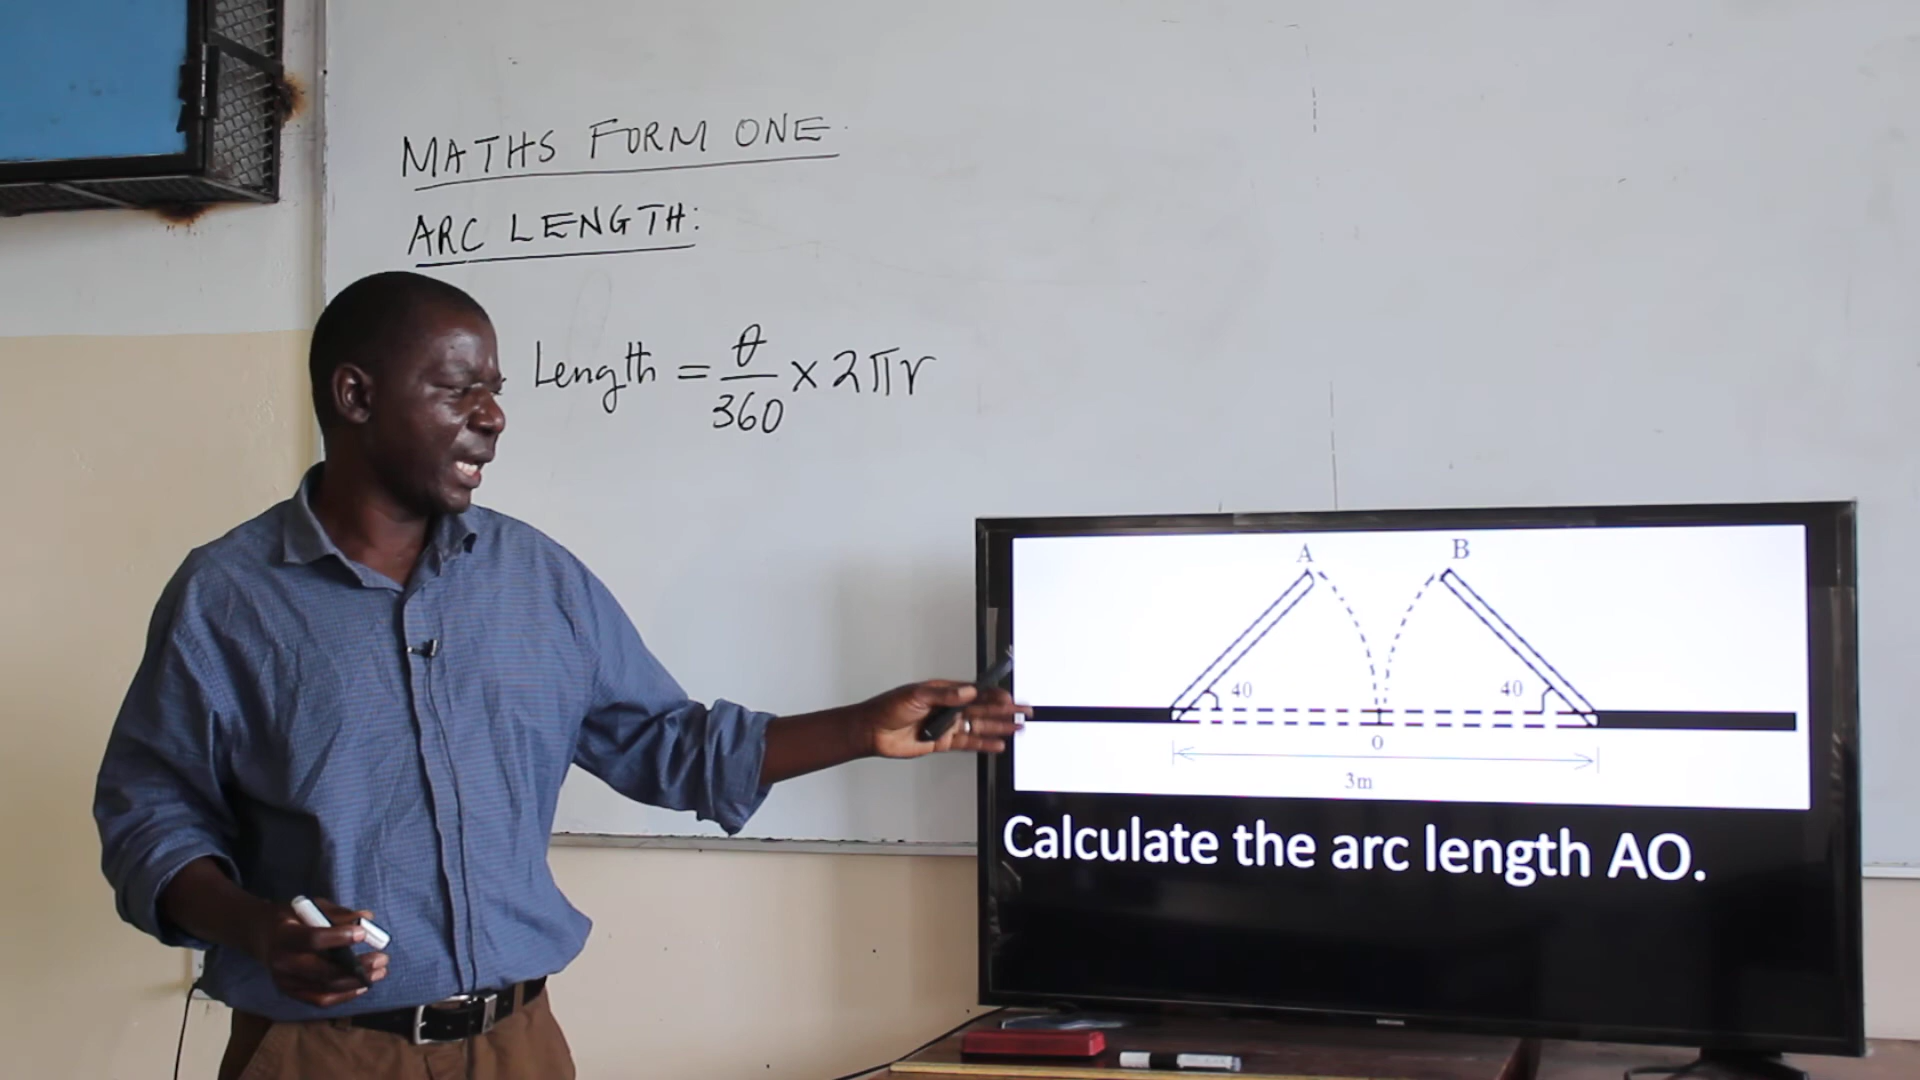 MATHS FORM ONE.
ARC LENGTH:
Length = θ/360 × 2πr
A B
40 40
0
3m
Calculate the arc length AO.